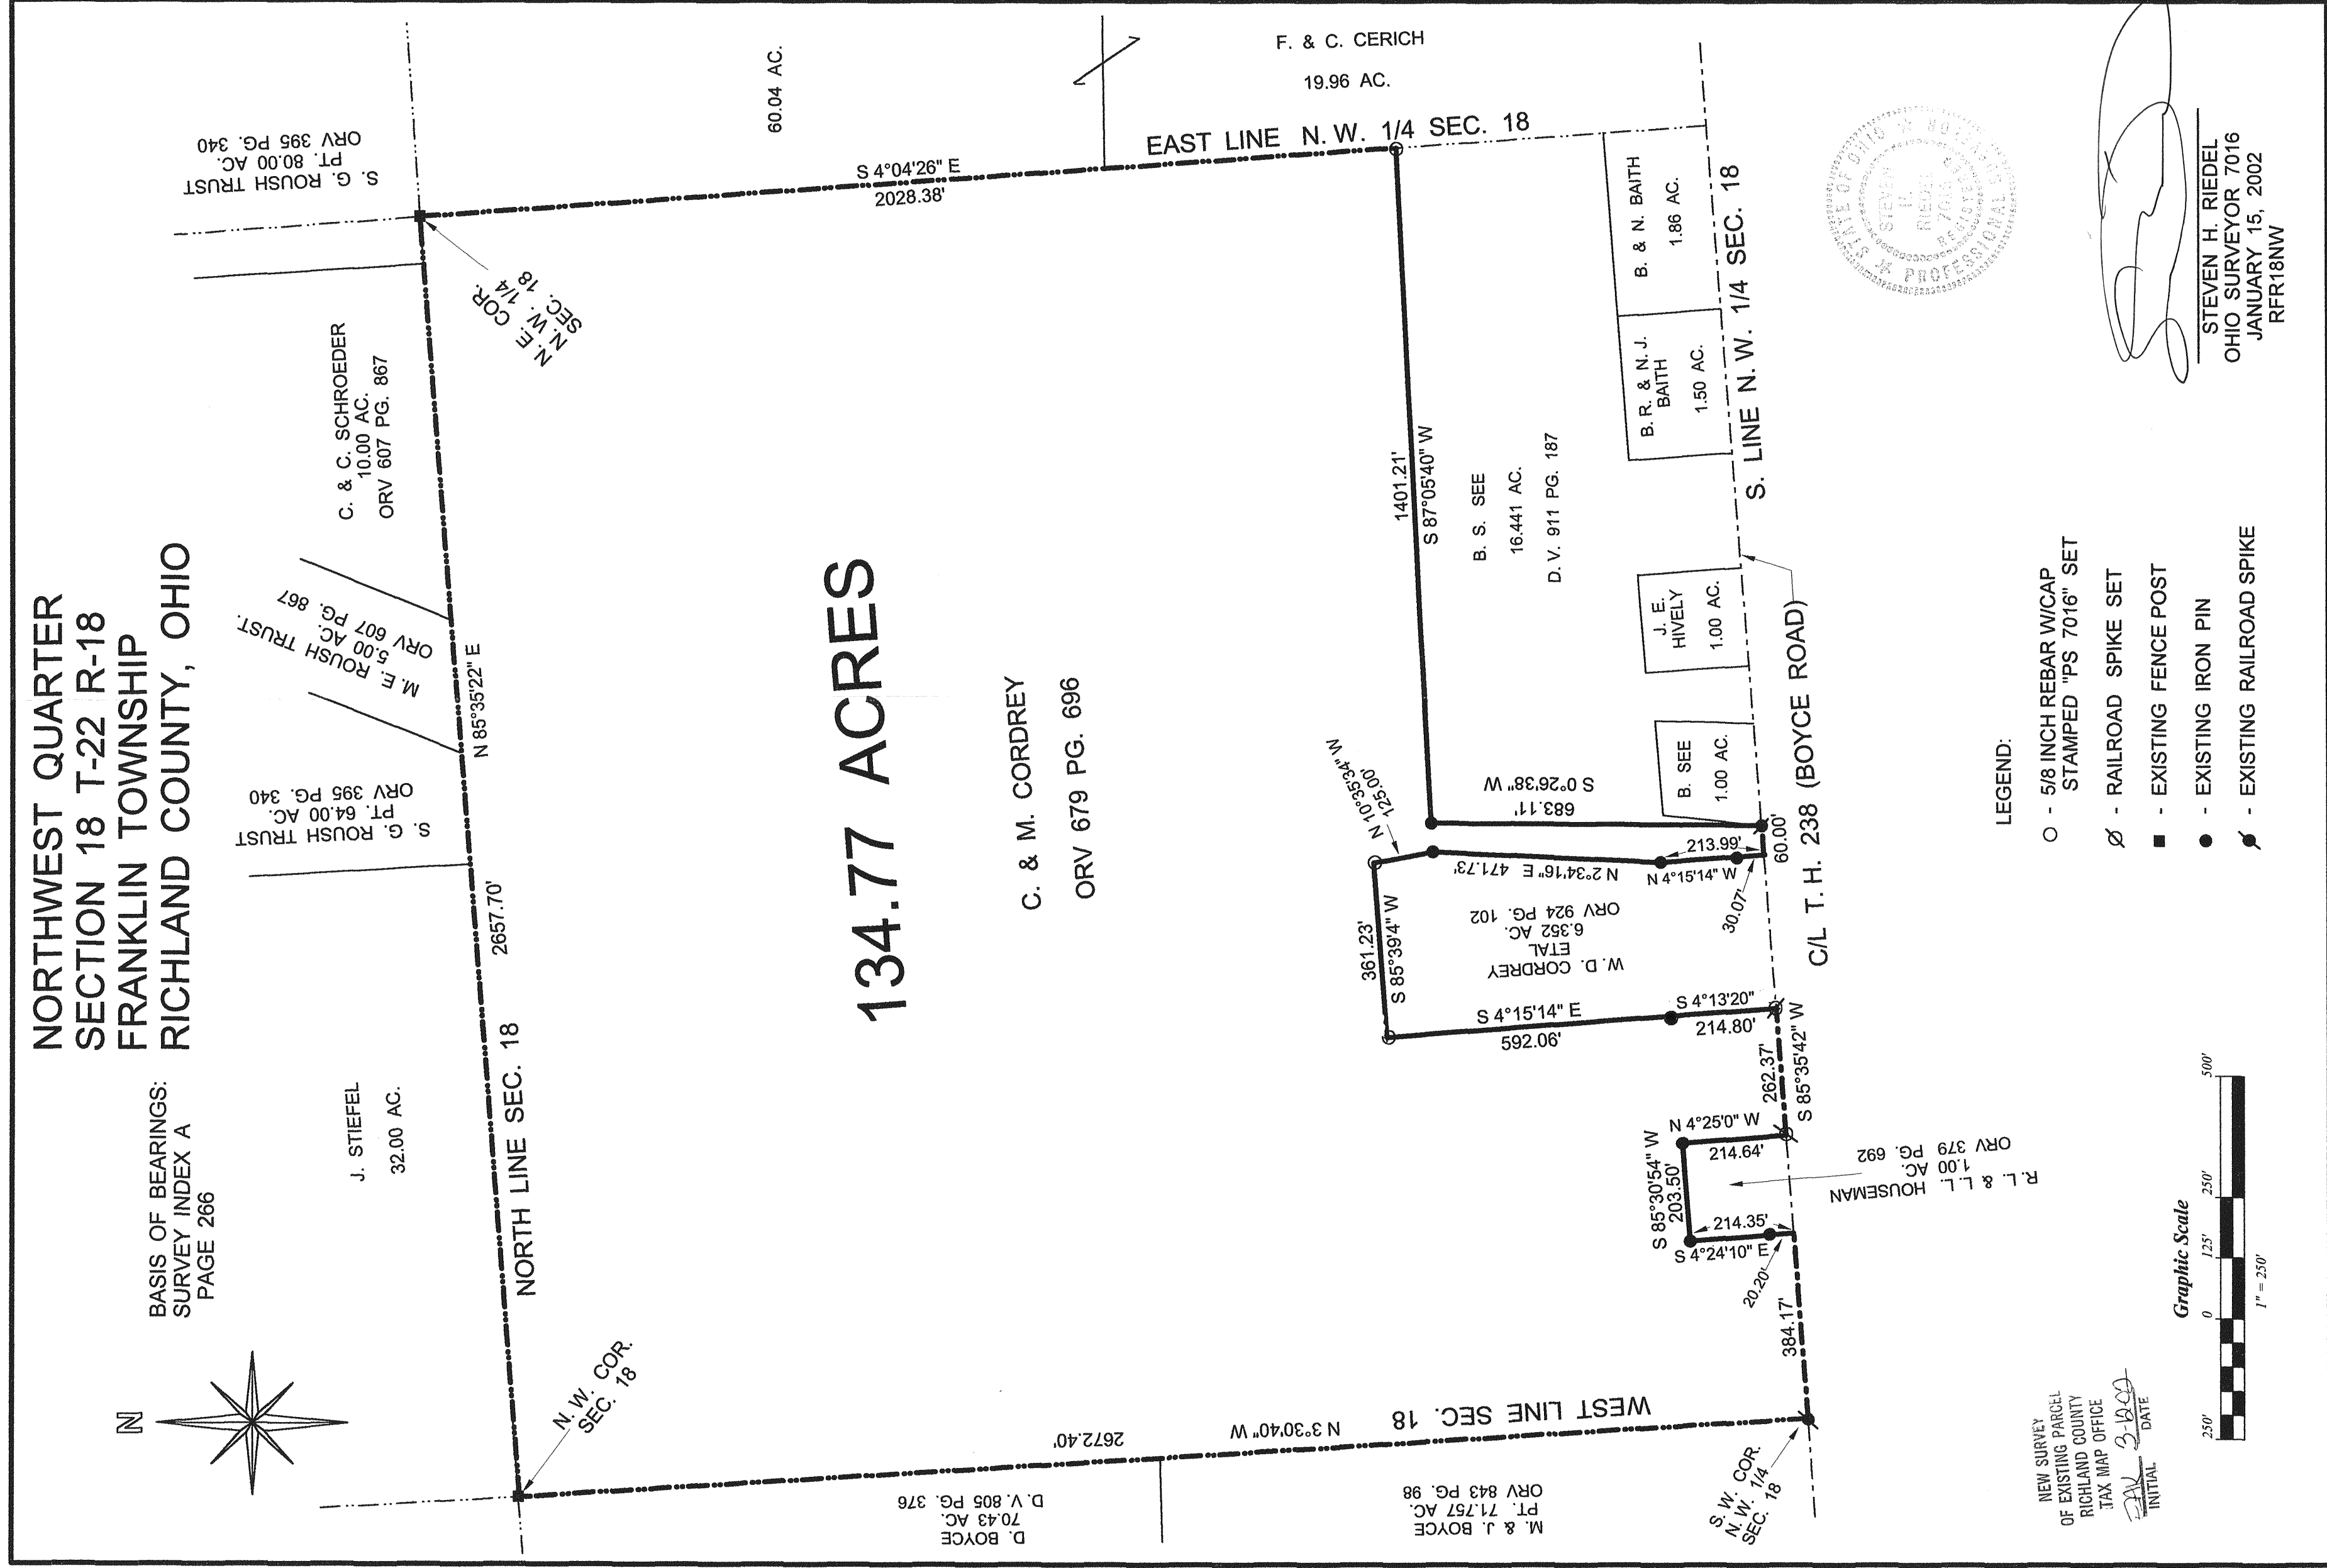 NORTHWEST QUARTER
SECTION 18 T-22 R-18
FRANKLIN TOWNSHIP
RICHLAND COUNTY, OHIO
BASIS OF BEARINGS:
SURVEY INDEX A
PAGE 266
N
J. STIEFEL
32.00 AC.
S. G. ROUSH TRUST
PT. 64.00 AC.
ORV 395 PG. 340
M. E. ROUSH TRUST.
5.00 AC.
ORV 607 PG. 867
C. & C. SCHROEDER
10.00 AC.
ORV 607 PG. 867
S. G. ROUSH TRUST
PT. 80.00 AC.
ORV 395 PG. 340
N. W. COR.
SEC. 18
NORTH LINE SEC. 18
2657.70'
N 85°35'22" E
N. E. COR.
N. W. 1/4
SEC. 18
60.04 AC.
S 4°04'26" E
2028.38'
EAST LINE N. W. 1/4 SEC. 18
F. & C. CERICH
19.96 AC.
134.77 ACRES
C. & M. CORDREY
ORV 679 PG. 696
D. BOYCE
70.43 AC.
D. V. 805 PG. 376
2672.40'
N 3°30'40" W
WEST LINE SEC. 18
M. & J. BOYCE
PT. 71.757 AC.
ORV 843 PG. 98
S. W. COR.
N. W. 1/4
SEC. 18
1401.21'
S 87°05'40" W
B. S. SEE
16.441 AC.
D. V. 911 PG. 187
N 10°35'34" W
125.00'
361.23'
S 85°39'4" W
683.11'
S 0°26'38" W
N 2°34'16" E 471.73'
213.99'
N 4°15'14" W
30.07'
60.00'
W. D. CORDREY
ETAL
6.352 AC.
ORV 924 PG. 102
S 4°15'14" E
592.06'
S 4°13'20"
214.80'
262.37'
S 85°35'42" W
N 4°25'0" W
214.64'
S 85°30'54" W
203.50'
214.35'
S 4°24'10" E
20.20'
384.17'
R. L. & L. L. HOUSEMAN
1.00 AC.
ORV 379 PG. 692
B. SEE
1.00 AC.
J. E.
HIVELY
1.00 AC.
B. R. & N. J.
BAITH
1.50 AC.
B. & N. BAITH
1.86 AC.
S. LINE N. W. 1/4 SEC. 18
C/L T. H. 238 (BOYCE ROAD)
LEGEND:
- 5/8 INCH REBAR W/CAP
STAMPED "PS 7016" SET
- RAILROAD SPIKE SET
- EXISTING FENCE POST
- EXISTING IRON PIN
- EXISTING RAILROAD SPIKE
STATE OF OHIO
STEVEN
H.
RIEDEL
7016
REGISTERED
PROFESSIONAL
STEVEN H. RIEDEL
OHIO SURVEYOR 7016
JANUARY 15, 2002
RFR18NW
NEW SURVEY
OF EXISTING PARCEL
RICHLAND COUNTY
TAX MAP OFFICE
INITIAL DATE
Graphic Scale
250' 0 125' 250' 500'
1" = 250'